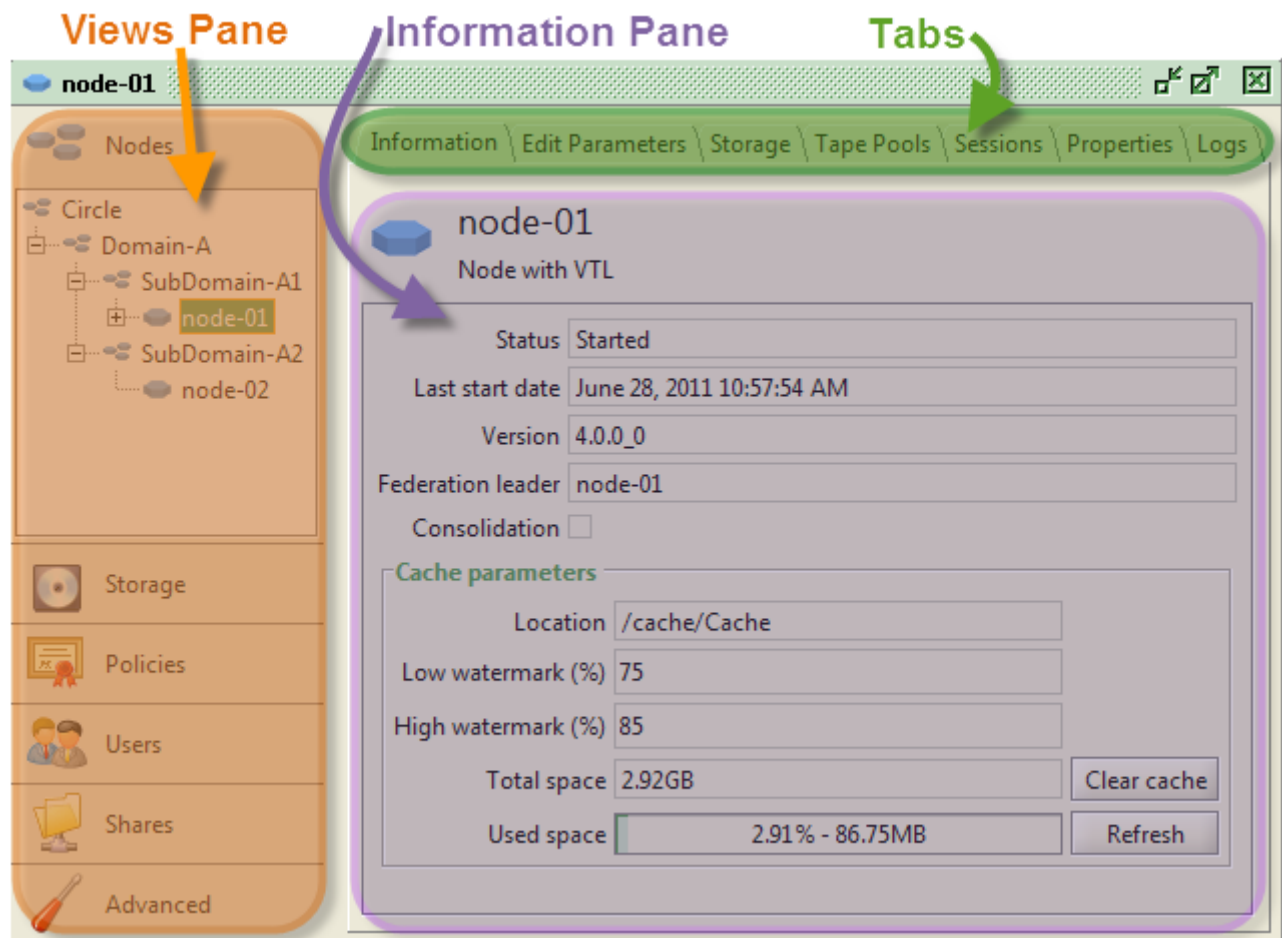 Views Pane
Information Pane
Tabs
node-01
Nodes
Circle
Domain-A
SubDomain-A1
node-01
SubDomain-A2
node-02
Storage
Policies
Users
Shares
Advanced
Information Edit Parameters Storage Tape Pools Sessions Properties Logs
node-01
Node with VTL
Status Started
Last start date June 28, 2011 10:57:54 AM
Version 4.0.0_0
Federation leader node-01
Consolidation
Cache parameters
Location /cache/Cache
Low watermark (%) 75
High watermark (%) 85
Total space 2.92GB Clear cache
Used space 2.91% - 86.75MB Refresh